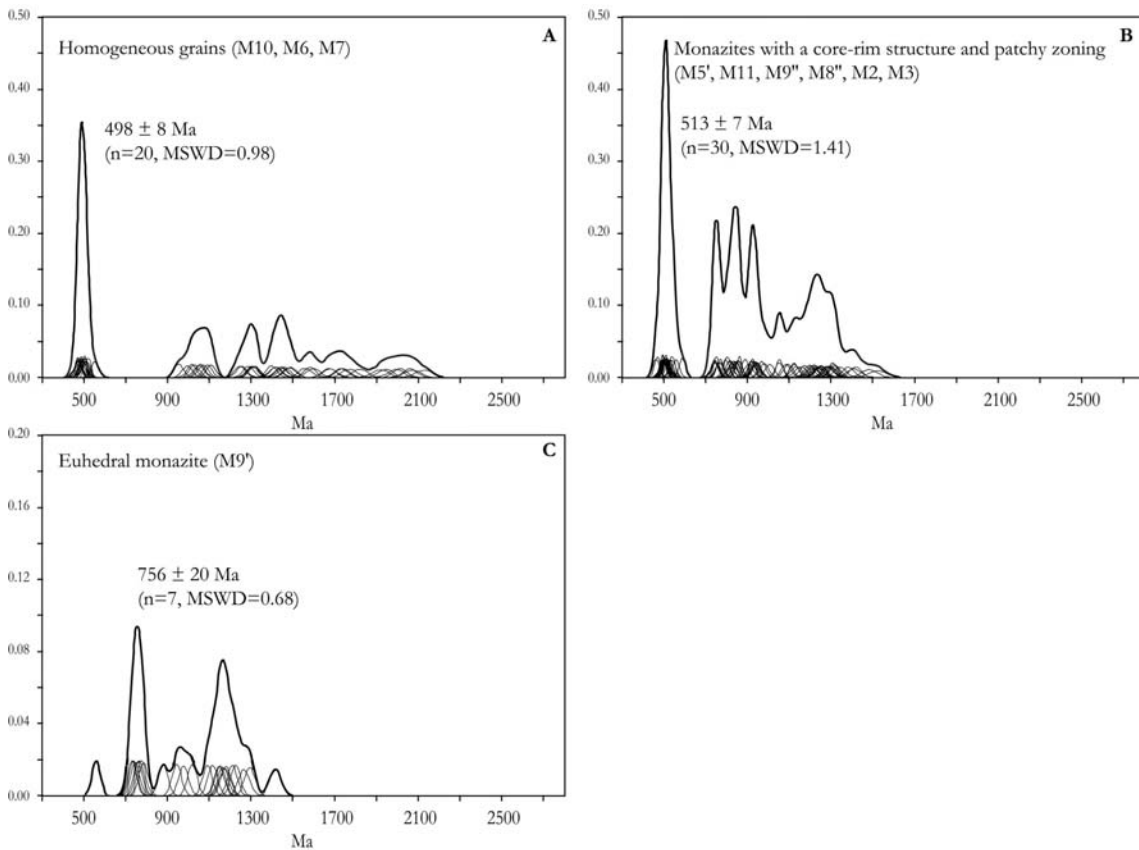 A
Homogeneous grains (M10, M6, M7)
498 ± 8 Ma
(n=20, MSWD=0.98)
0.50
0.40
0.30
0.20
0.10
0.00
500 900 1300 1700 2100 2500
Ma
B
Monazites with a core-rim structure and patchy zoning
(M5', M11, M9", M8", M2, M3)
513 ± 7 Ma
(n=30, MSWD=1.41)
0.50
0.40
0.30
0.20
0.10
0.00
500 900 1300 1700 2100 2500
Ma
C
Euhedral monazite (M9')
756 ± 20 Ma
(n=7, MSWD=0.68)
0.20
0.16
0.12
0.08
0.04
0.00
500 900 1300 1700 2100 2500
Ma